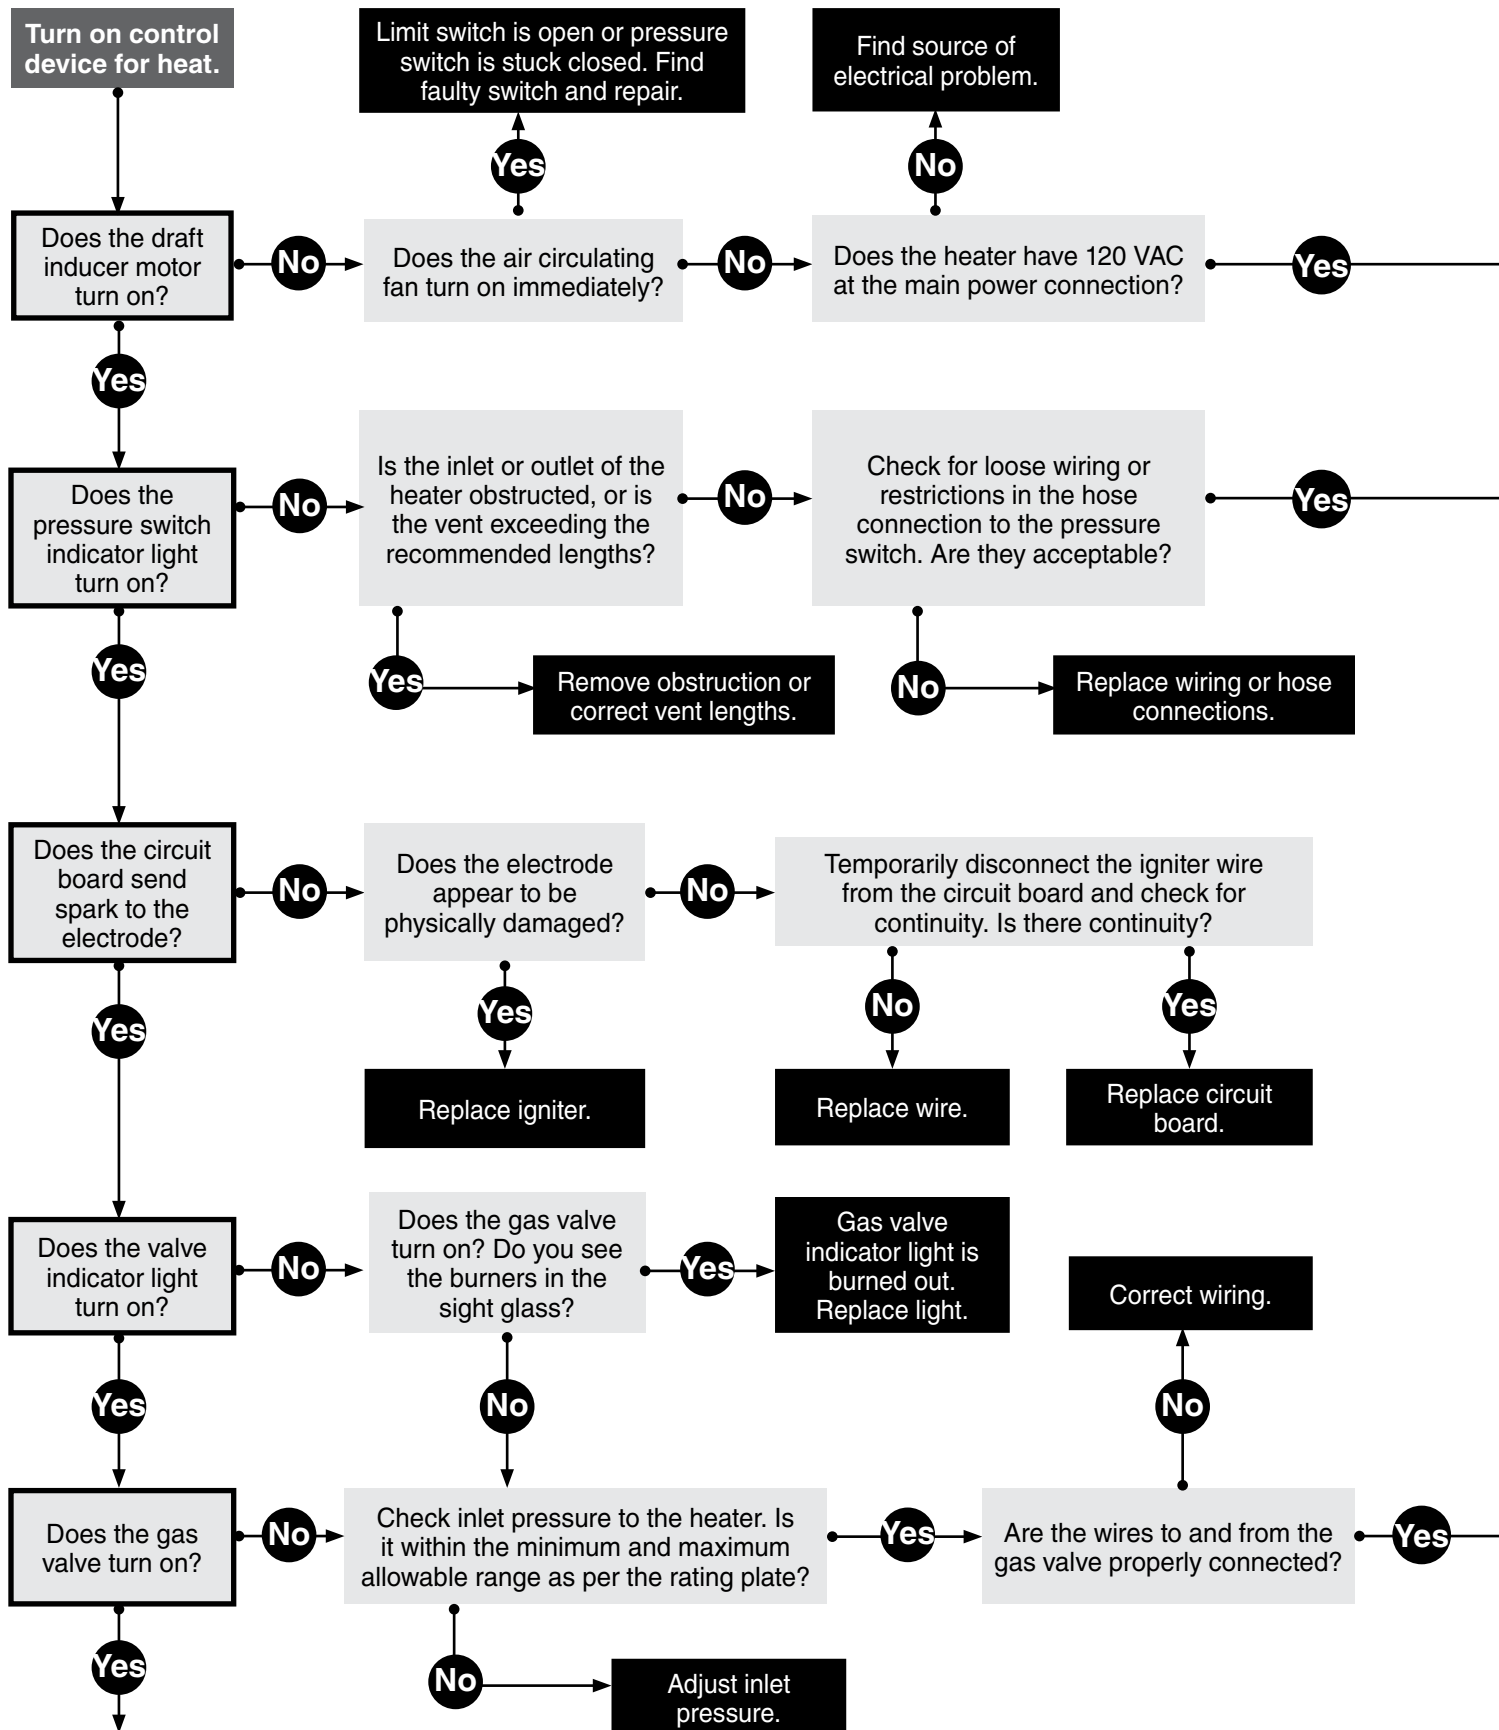 Turn on control
device for heat.
Limit switch is open or pressure
switch is stuck closed. Find
faulty switch and repair.
Find source of
electrical problem.
Yes
No
Does the draft
inducer motor
turn on?
No
Does the air circulating
fan turn on immediately?
No
Does the heater have 120 VAC
at the main power connection?
Yes
Yes
Does the
pressure switch
indicator light
turn on?
No
Is the inlet or outlet of the
heater obstructed, or is
the vent exceeding the
recommended lengths?
No
Check for loose wiring or
restrictions in the hose
connection to the pressure
switch. Are they acceptable?
Yes
Yes
Yes
Remove obstruction or
correct vent lengths.
No
Replace wiring or hose
connections.
Does the circuit
board send
spark to the
electrode?
No
Does the electrode
appear to be
physically damaged?
No
Temporarily disconnect the igniter wire
from the circuit board and check for
continuity. Is there continuity?
Yes
Yes
No
Yes
Replace igniter.
Replace wire.
Replace circuit
board.
Does the valve
indicator light
turn on?
No
Does the gas valve
turn on? Do you see
the burners in the
sight glass?
Yes
Gas valve
indicator light is
burned out.
Replace light.
Correct wiring.
Yes
No
No
Does the gas
valve turn on?
No
Check inlet pressure to the heater. Is
it within the minimum and maximum
allowable range as per the rating plate?
Yes
Are the wires to and from the
gas valve properly connected?
Yes
Yes
No
Adjust inlet
pressure.